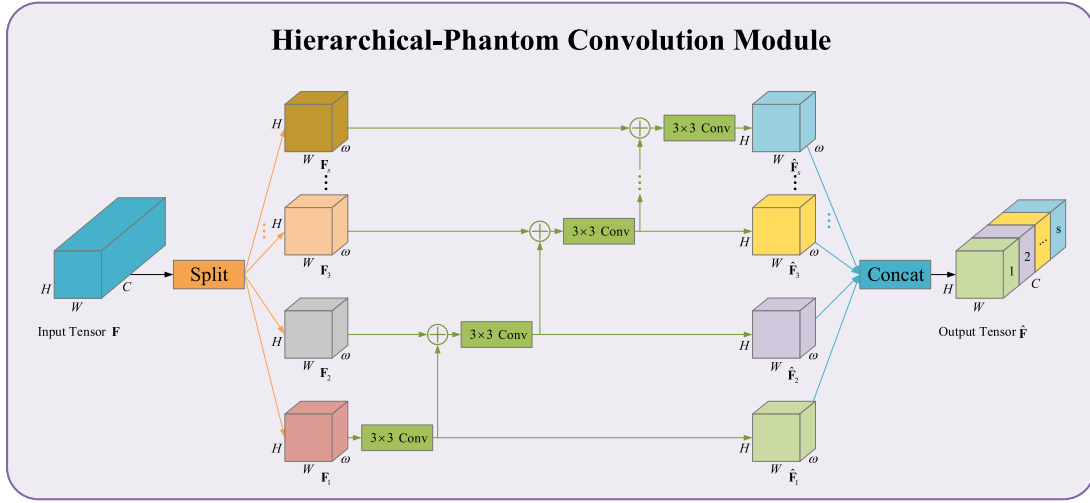 Hierarchical-Phantom Convolution Module
H
W
ω
F_s
3×3 Conv
H
W
ω
F̂_s
H
W
ω
F_3
3×3 Conv
H
W
ω
F̂_3
H
W
C
Input Tensor F
Split
Concat
H
W
C
1
2
...
s
Output Tensor F̂
H
W
ω
F_2
3×3 Conv
H
W
ω
F̂_2
H
W
ω
F_1
3×3 Conv
H
W
ω
F̂_1